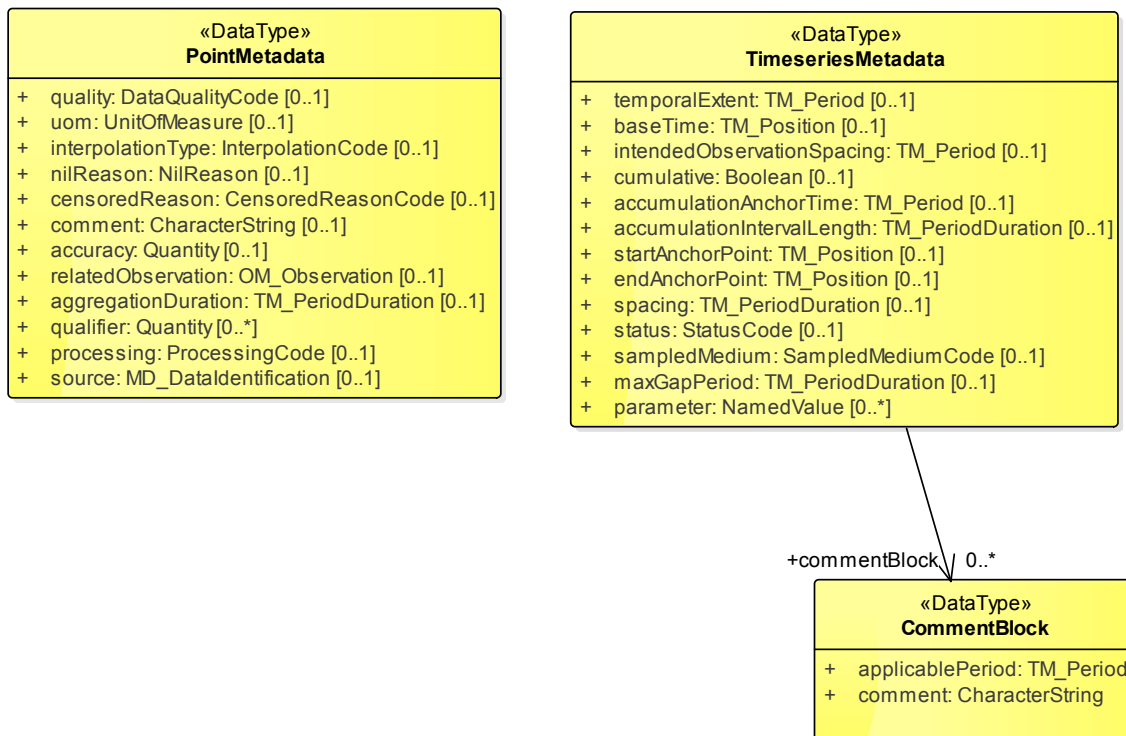 «DataType»
PointMetadata
+ quality: DataQualityCode [0..1]
+ uom: UnitOfMeasure [0..1]
+ interpolationType: InterpolationCode [0..1]
+ nilReason: NilReason [0..1]
+ censoredReason: CensoredReasonCode [0..1]
+ comment: CharacterString [0..1]
+ accuracy: Quantity [0..1]
+ relatedObservation: OM_Observation [0..1]
+ aggregationDuration: TM_PeriodDuration [0..1]
+ qualifier: Quantity [0..*]
+ processing: ProcessingCode [0..1]
+ source: MD_DataIdentification [0..1]
«DataType»
TimeseriesMetadata
+ temporalExtent: TM_Period [0..1]
+ baseTime: TM_Position [0..1]
+ intendedObservationSpacing: TM_Period [0..1]
+ cumulative: Boolean [0..1]
+ accumulationAnchorTime: TM_Period [0..1]
+ accumulationIntervalLength: TM_PeriodDuration [0..1]
+ startAnchorPoint: TM_Position [0..1]
+ endAnchorPoint: TM_Position [0..1]
+ spacing: TM_PeriodDuration [0..1]
+ status: StatusCode [0..1]
+ sampledMedium: SampledMediumCode [0..1]
+ maxGapPeriod: TM_PeriodDuration [0..1]
+ parameter: NamedValue [0..*]
+commentBlock 0..*
«DataType»
CommentBlock
+ applicablePeriod: TM_Period
+ comment: CharacterString